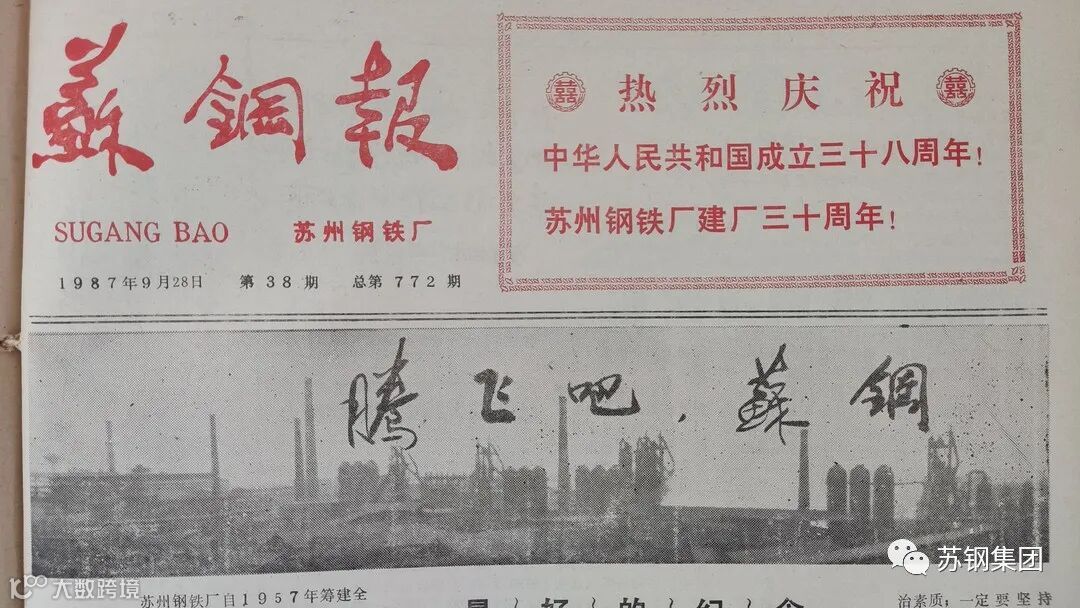 蘇鋼報
SUGANG BAO 苏州钢铁厂
1987年9月28日 第38期 总第772期
囍 热烈庆祝 囍
中华人民共和国成立三十八周年!
苏州钢铁厂建厂三十周年!
腾飞吧,蘇鋼
苏州钢铁厂自1957年筹建全
最好的纪念
治素质;一定要坚持
大数跨境
苏钢集团